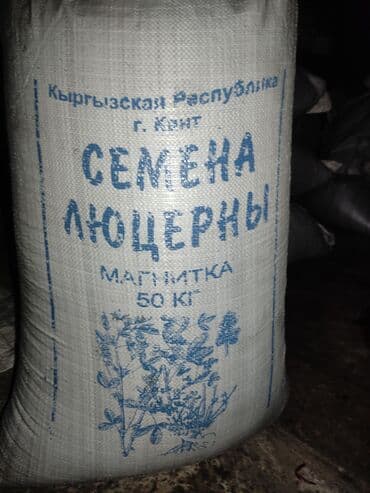 Кыргызская Республика
г. Кант
СЕМЕНА
ЛЮЦЕРНЫ
МАГНИТКА
50 КГ